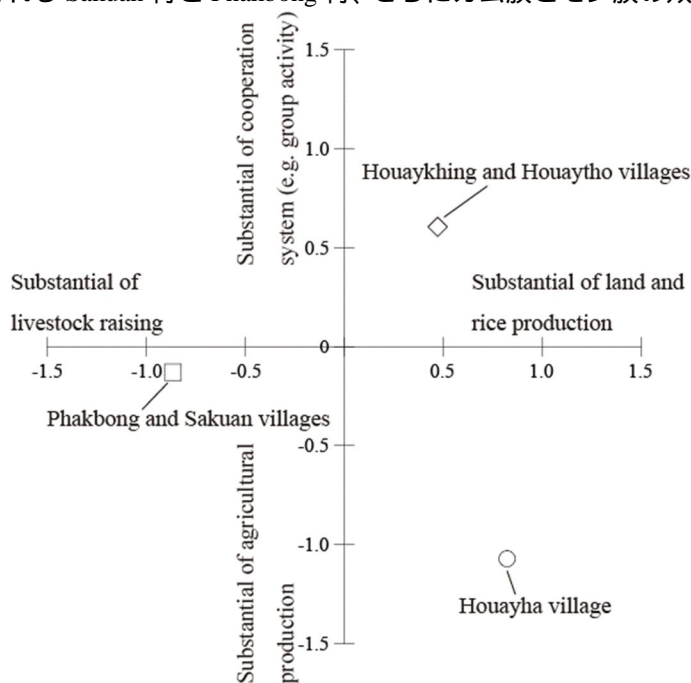 Substantial of cooperation
system (e.g. group activity)
1.5
1.0
Houaykhing and Houaytho villages
0.5
Substantial of
livestock raising
Substantial of land and
rice production
0
-1.5
-1.0
-0.5
0.5
1.0
1.5
Phakbong and Sakuan villages
-0.5
Substantial of agricultural
production
-1.0
Houayha village
-1.5